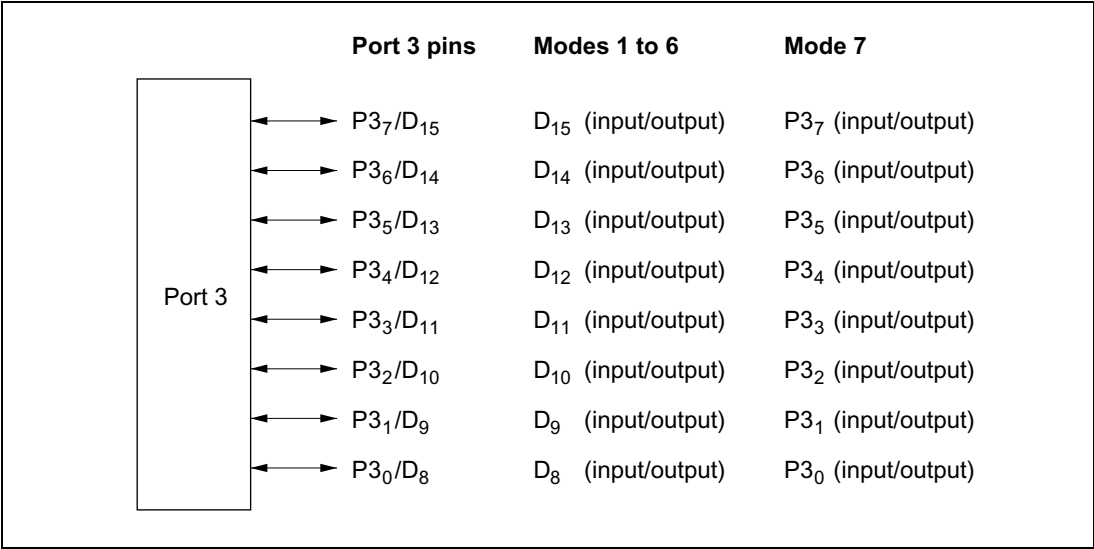 Port 3 pins Modes 1 to 6 Mode 7
P3₇/D₁₅ D₁₅ (input/output) P3₇ (input/output)
P3₆/D₁₄ D₁₄ (input/output) P3₆ (input/output)
P3₅/D₁₃ D₁₃ (input/output) P3₅ (input/output)
P3₄/D₁₂ D₁₂ (input/output) P3₄ (input/output)
Port 3
P3₃/D₁₁ D₁₁ (input/output) P3₃ (input/output)
P3₂/D₁₀ D₁₀ (input/output) P3₂ (input/output)
P3₁/D₉ D₉ (input/output) P3₁ (input/output)
P3₀/D₈ D₈ (input/output) P3₀ (input/output)